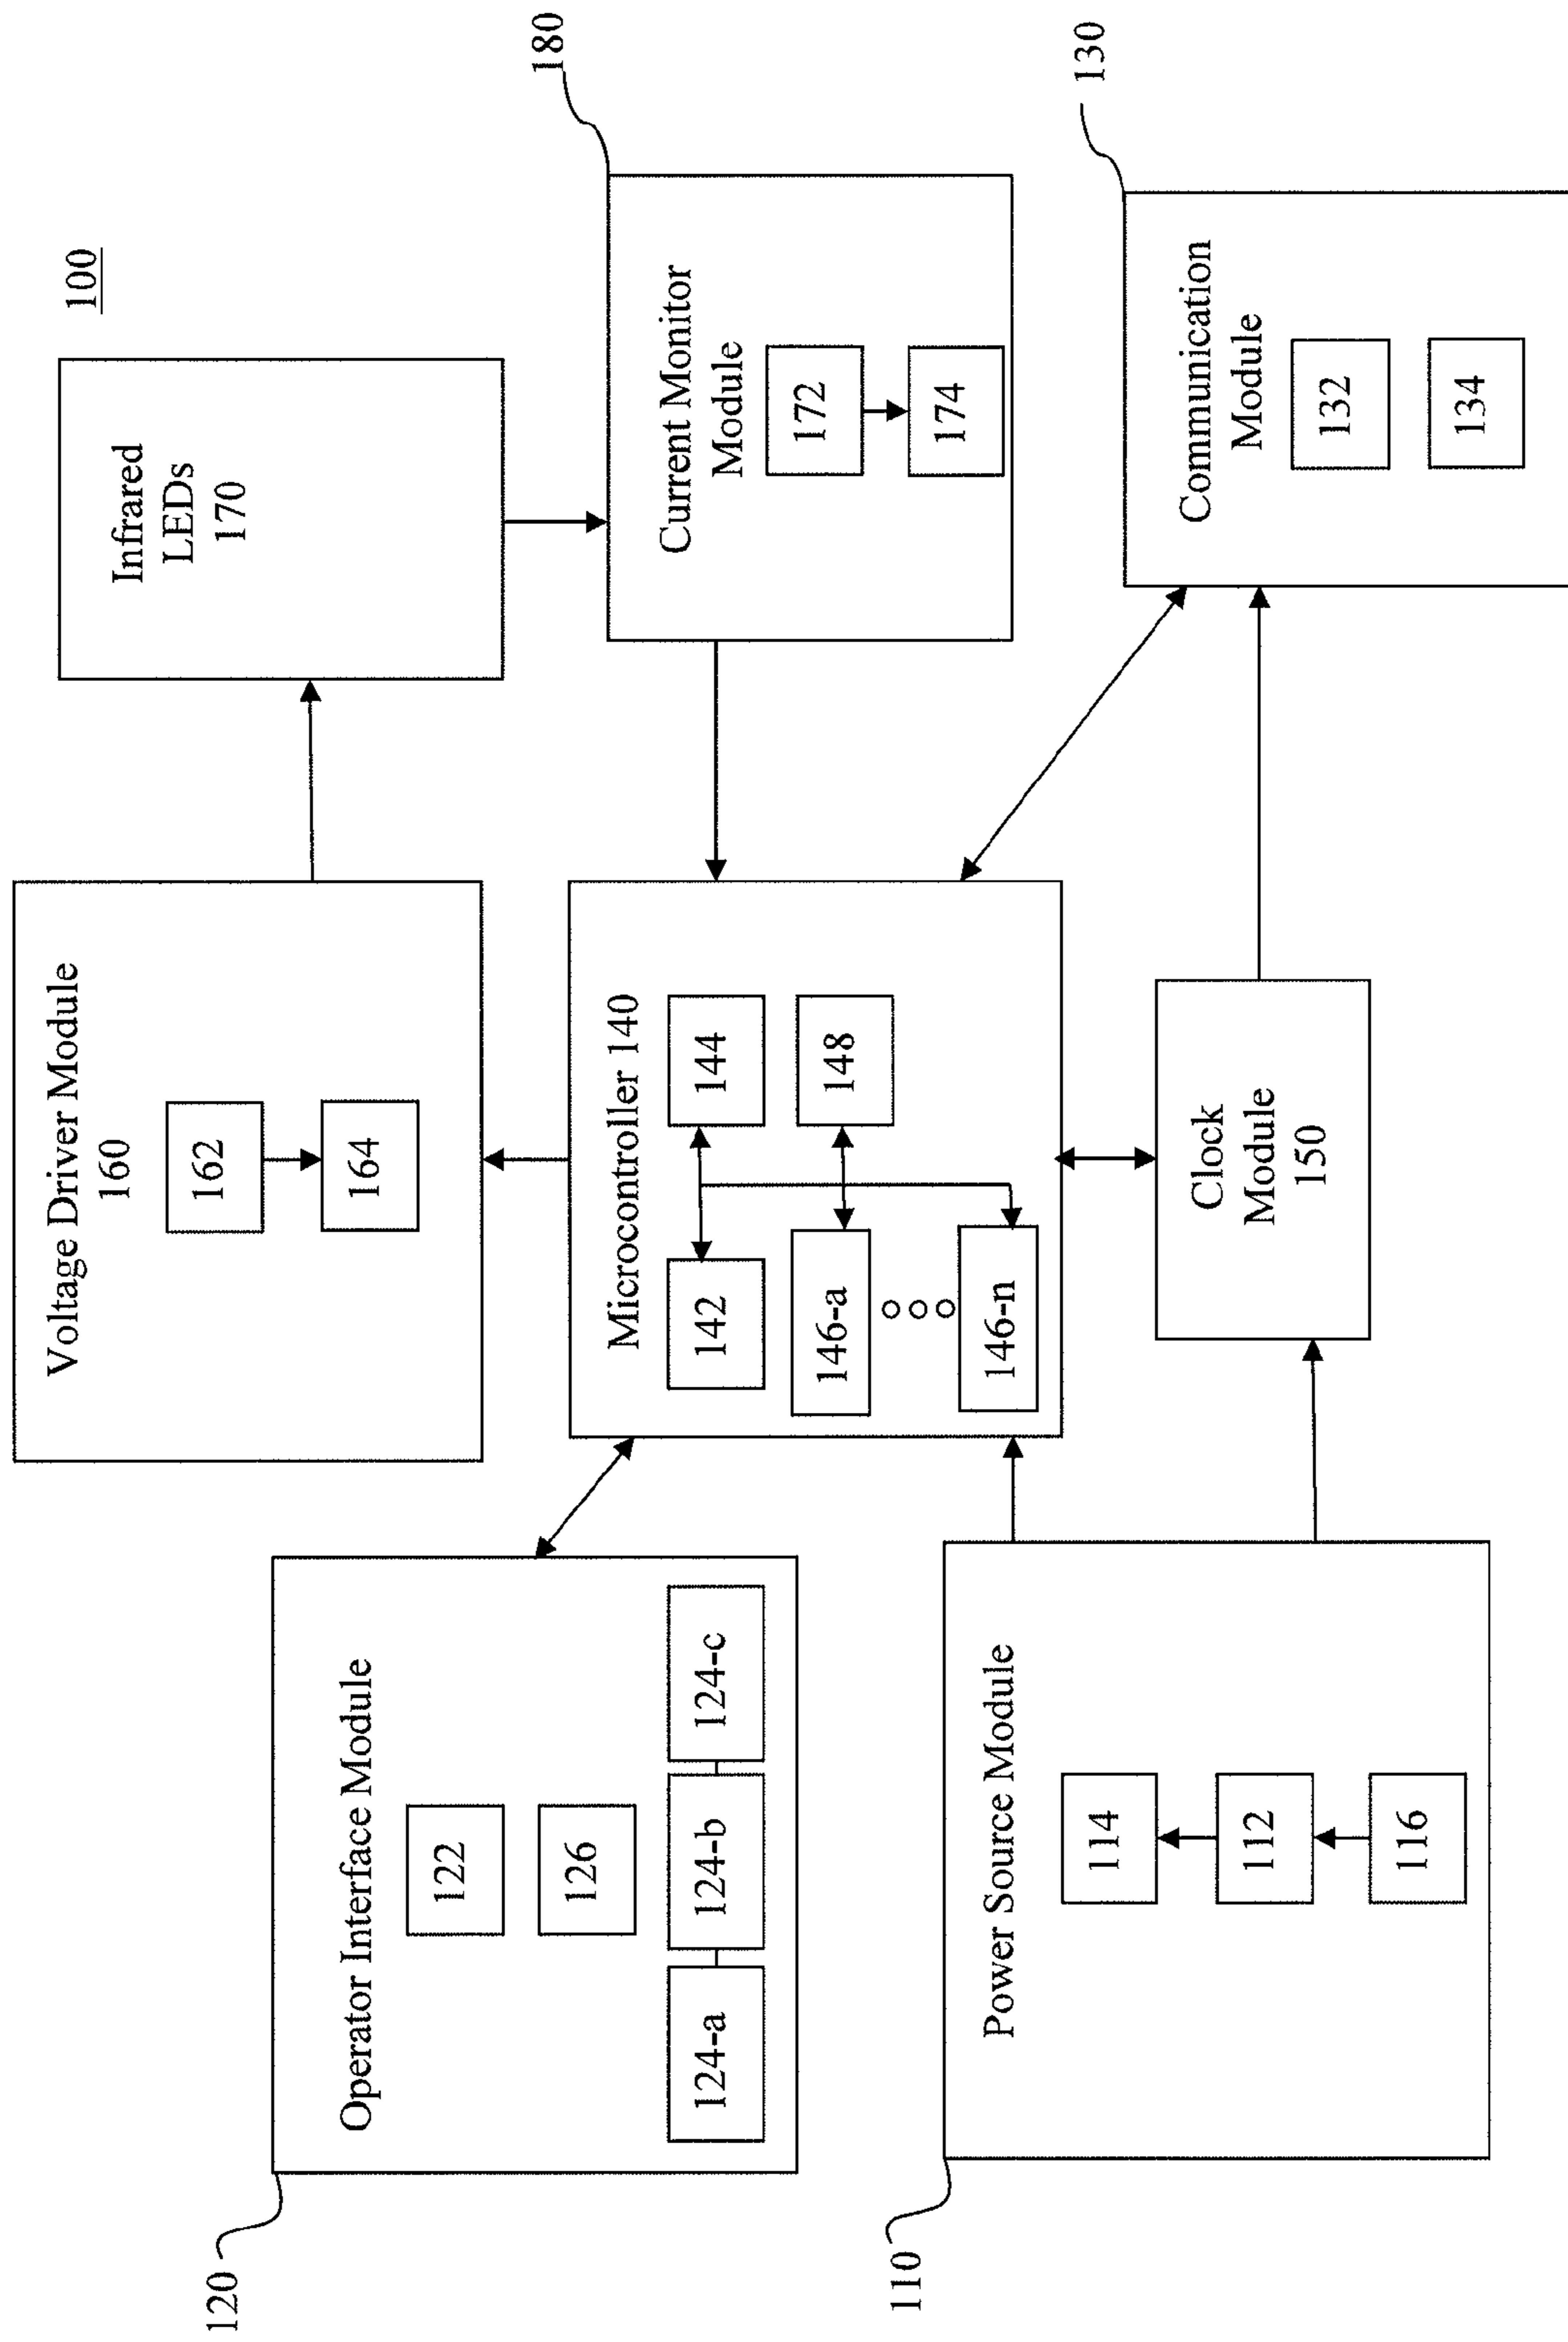 100
Voltage Driver Module
160
162
164
Infrared
LEDs
170
120
Operator Interface Module
122
126
124-a
124-b
124-c
Microcontroller 140
142
144
146-a
148
146-n
180
Current Monitor
Module
172
174
110
Power Source Module
114
112
116
Clock
Module
150
130
Communication
Module
132
134